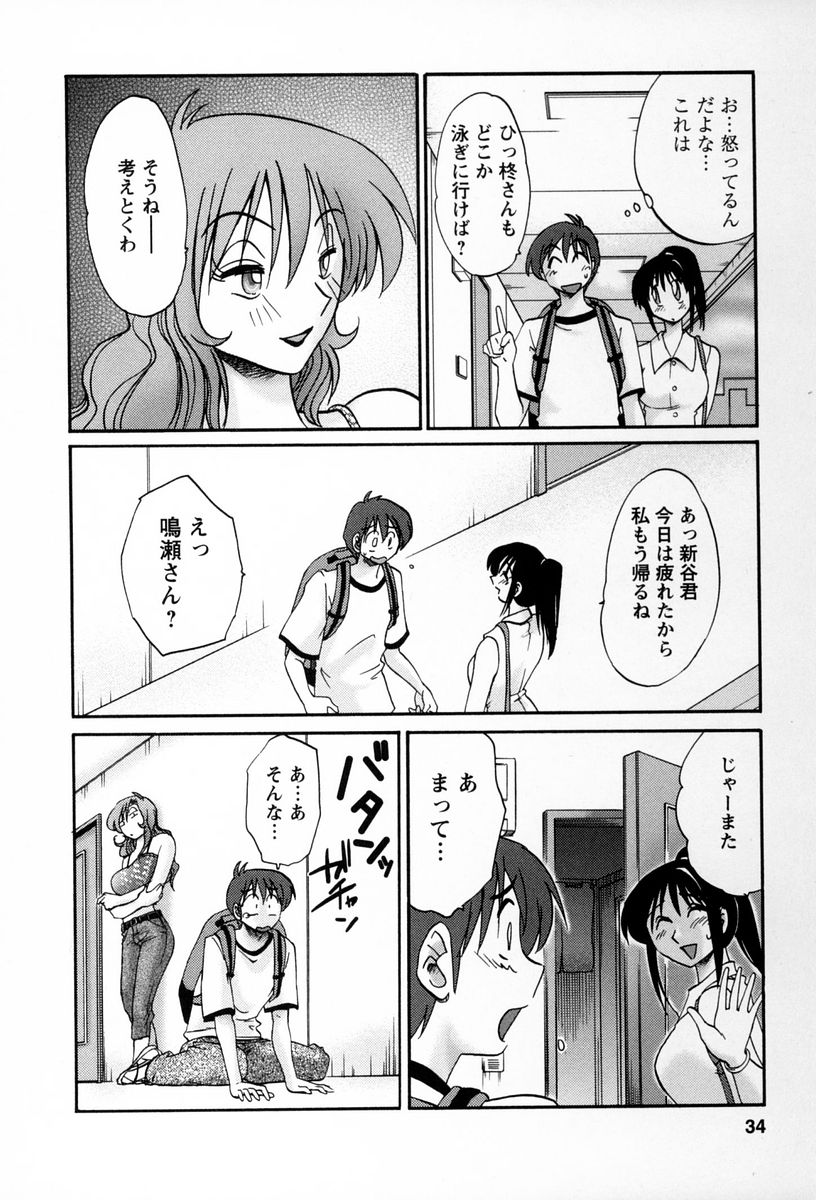 お…怒ってるん
だよな…
これは
ひっ柊さんも
どこか
泳ぎに行けば？
そうね──
考えとくわ
あっ新谷君
今日は疲れたから
私もう帰るね
えっ
鳴瀬さん？
じゃーまた
あ
まって…
バタンッ
ガチャン
あ…あ
そんな…
34